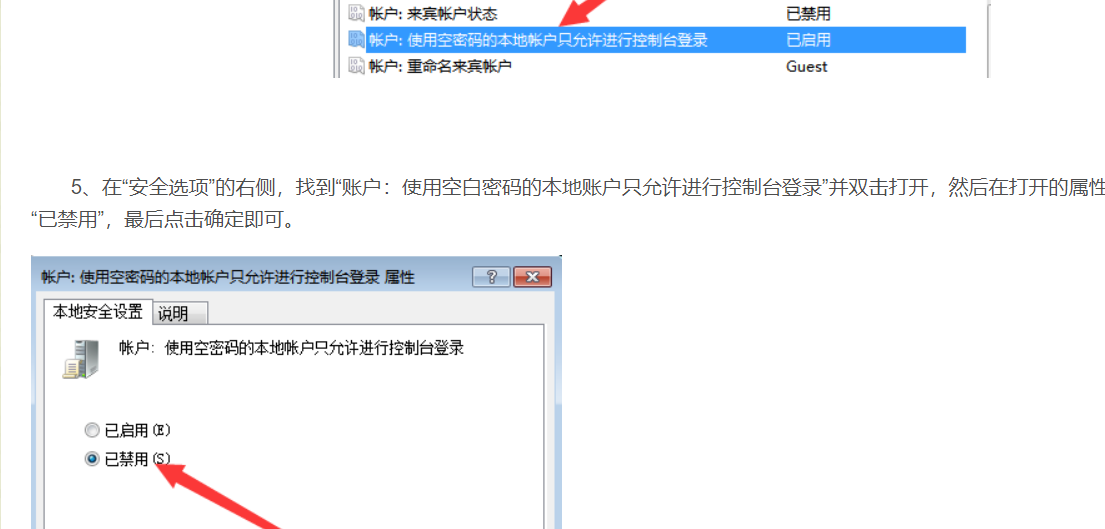 帐户: 来宾帐户状态 已禁用
帐户: 使用空密码的本地帐户只允许进行控制台登录 已启用
帐户: 重命名来宾帐户 Guest
5、在“安全选项”的右侧，找到“账户：使用空白密码的本地账户只允许进行控制台登录”并双击打开，然后在打开的属性
“已禁用”，最后点击确定即可。
帐户: 使用空密码的本地帐户只允许进行控制台登录 属性
本地安全设置 说明
帐户: 使用空密码的本地帐户只允许进行控制台登录
已启用(E)
已禁用(S)